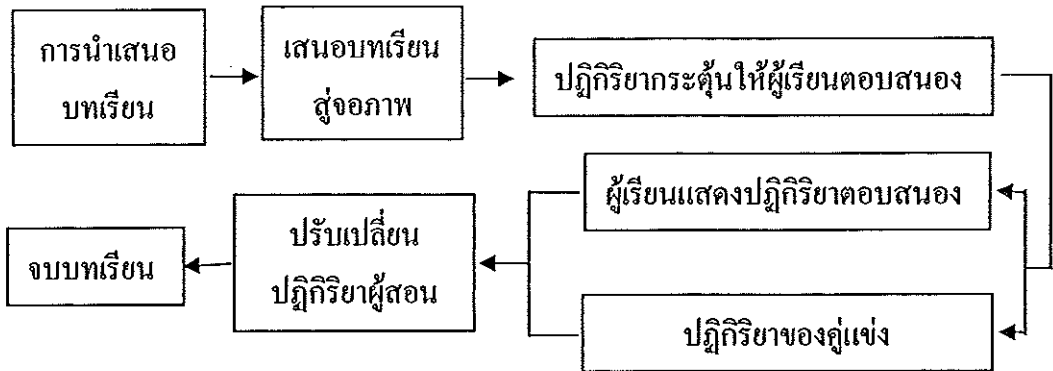 การนำเสนอ
บทเรียน
เสนอบทเรียน
สู่จอภาพ
ปฏิกิริยากระตุ้นให้ผู้เรียนตอบสนอง
ผู้เรียนแสดงปฏิกิริยาตอบสนอง
ปฏิกิริยาของคู่แข่ง
ปรับเปลี่ยน
ปฏิกิริยาผู้สอน
จบบทเรียน